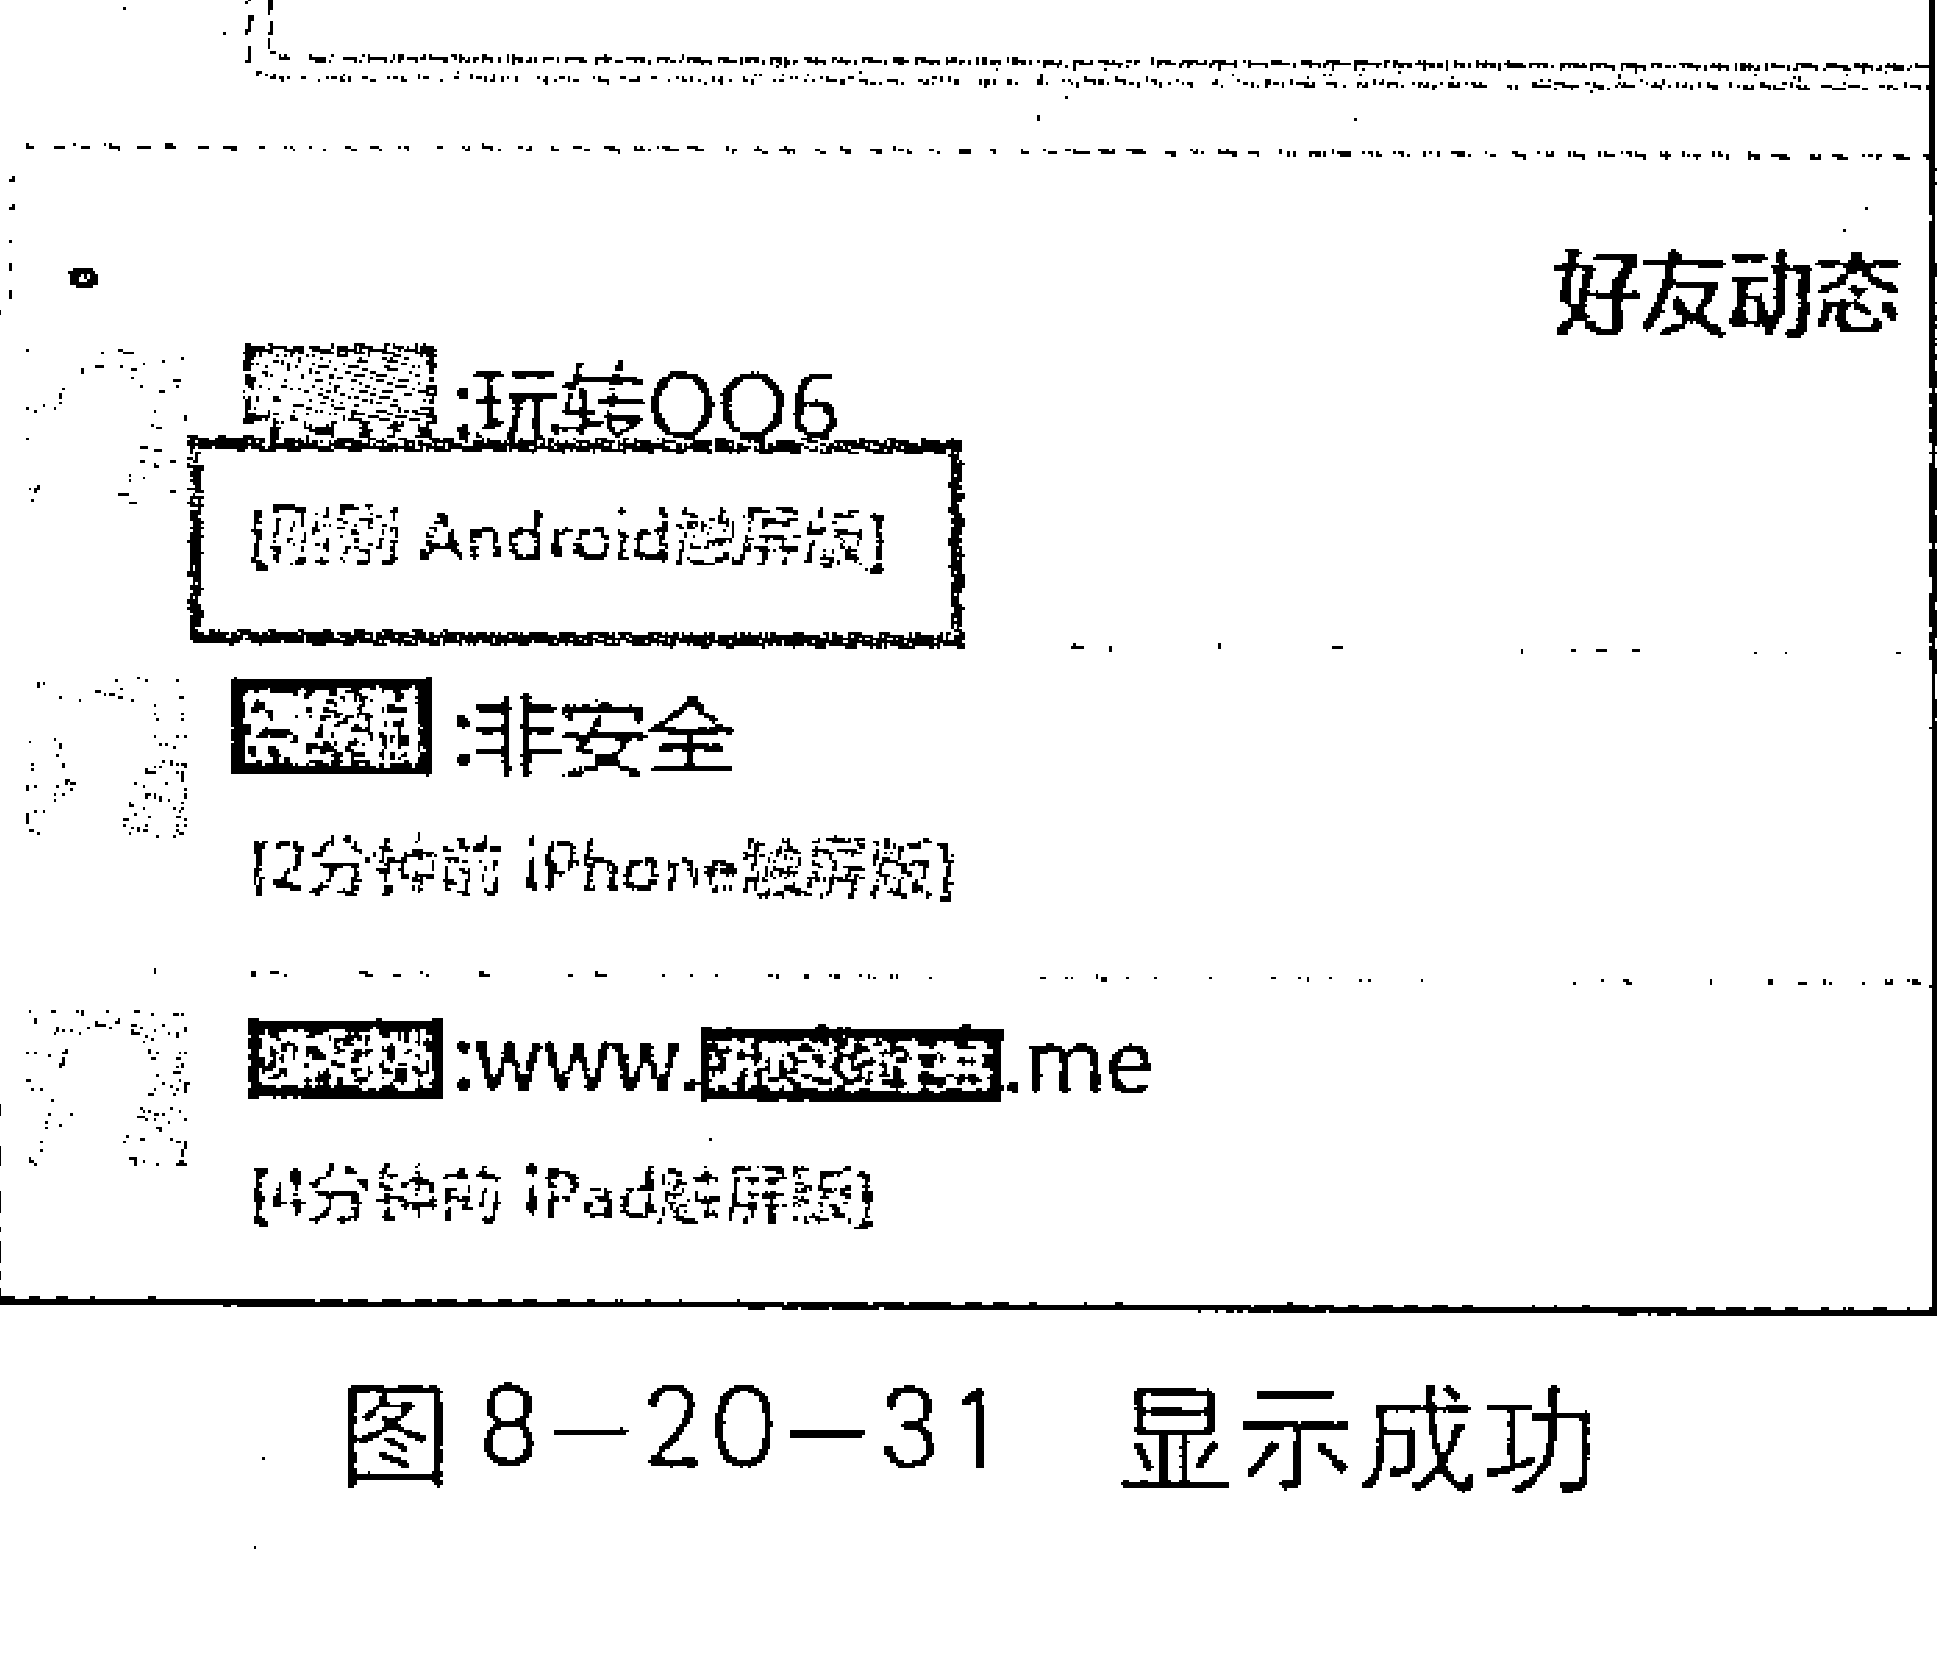 好友动态
:玩转OO6
[刚刚 Android触屏版]
:非安全
[2分钟前 iPhone触屏版]
:www. .me
[4分钟前 iPad触屏版]
图 8-20-31 显示成功